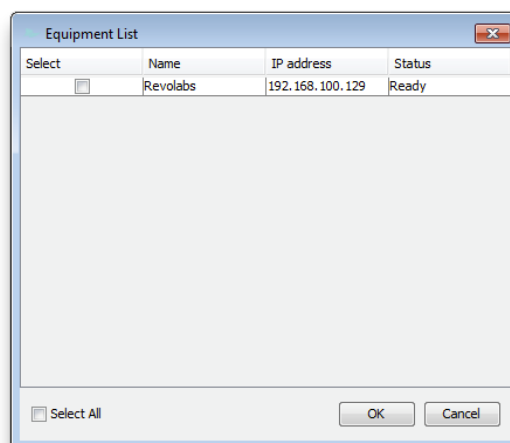 Equipment List
Select Name IP address Status
Revolabs 192.168.100.129 Ready
Select All OK Cancel